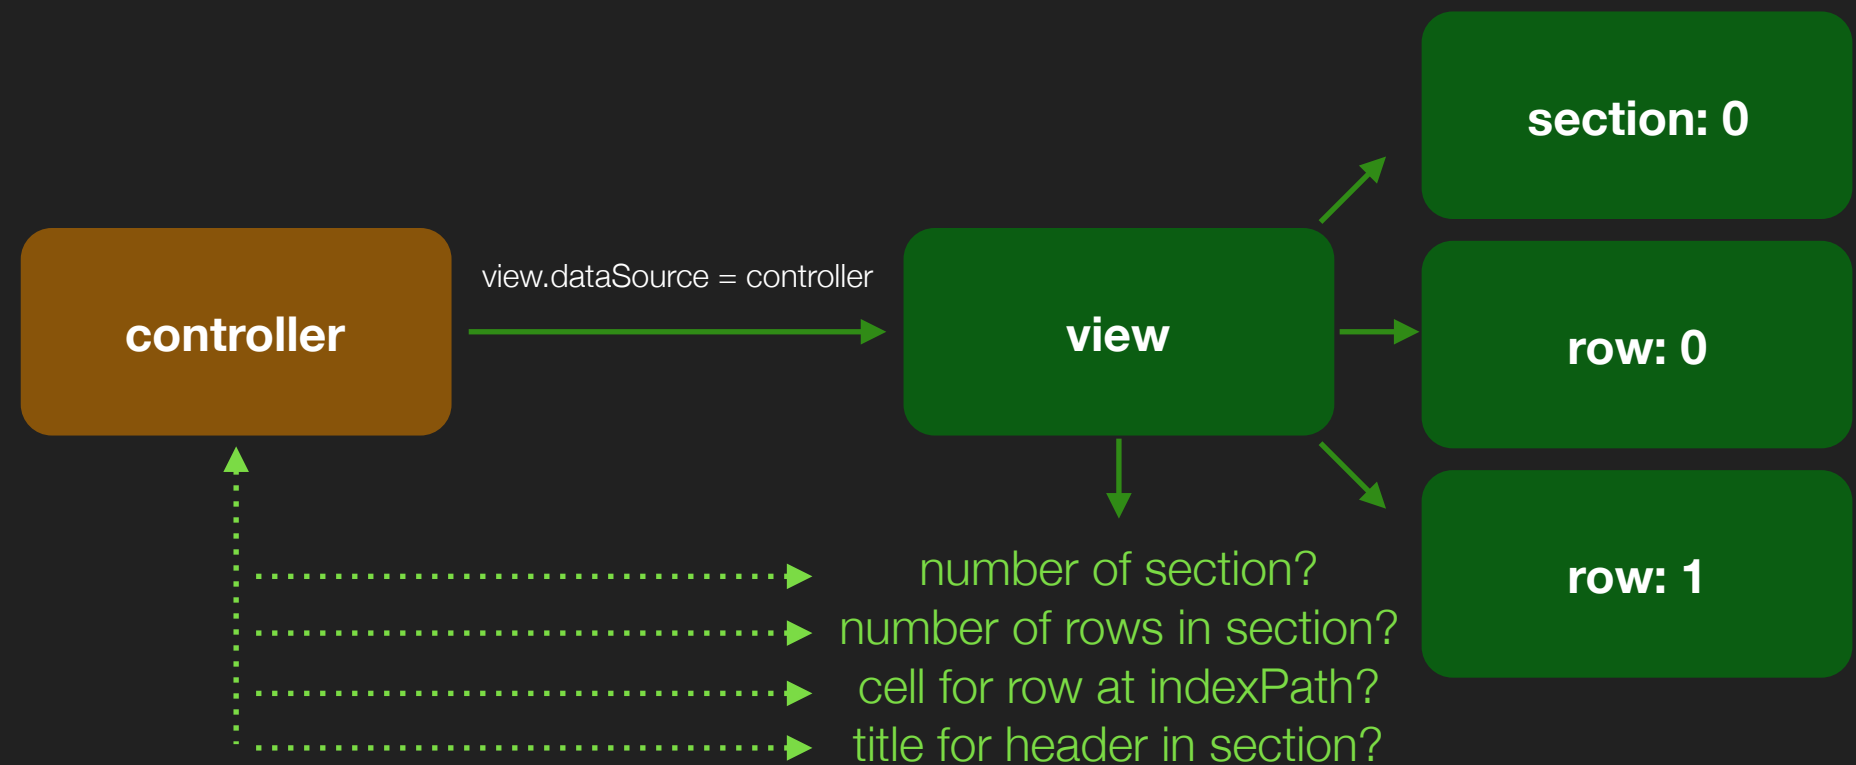 section: 0
view.dataSource = controller
controller
view
row: 0
number of section?
number of rows in section?
row: 1
cell for row at indexPath?
title for header in section?